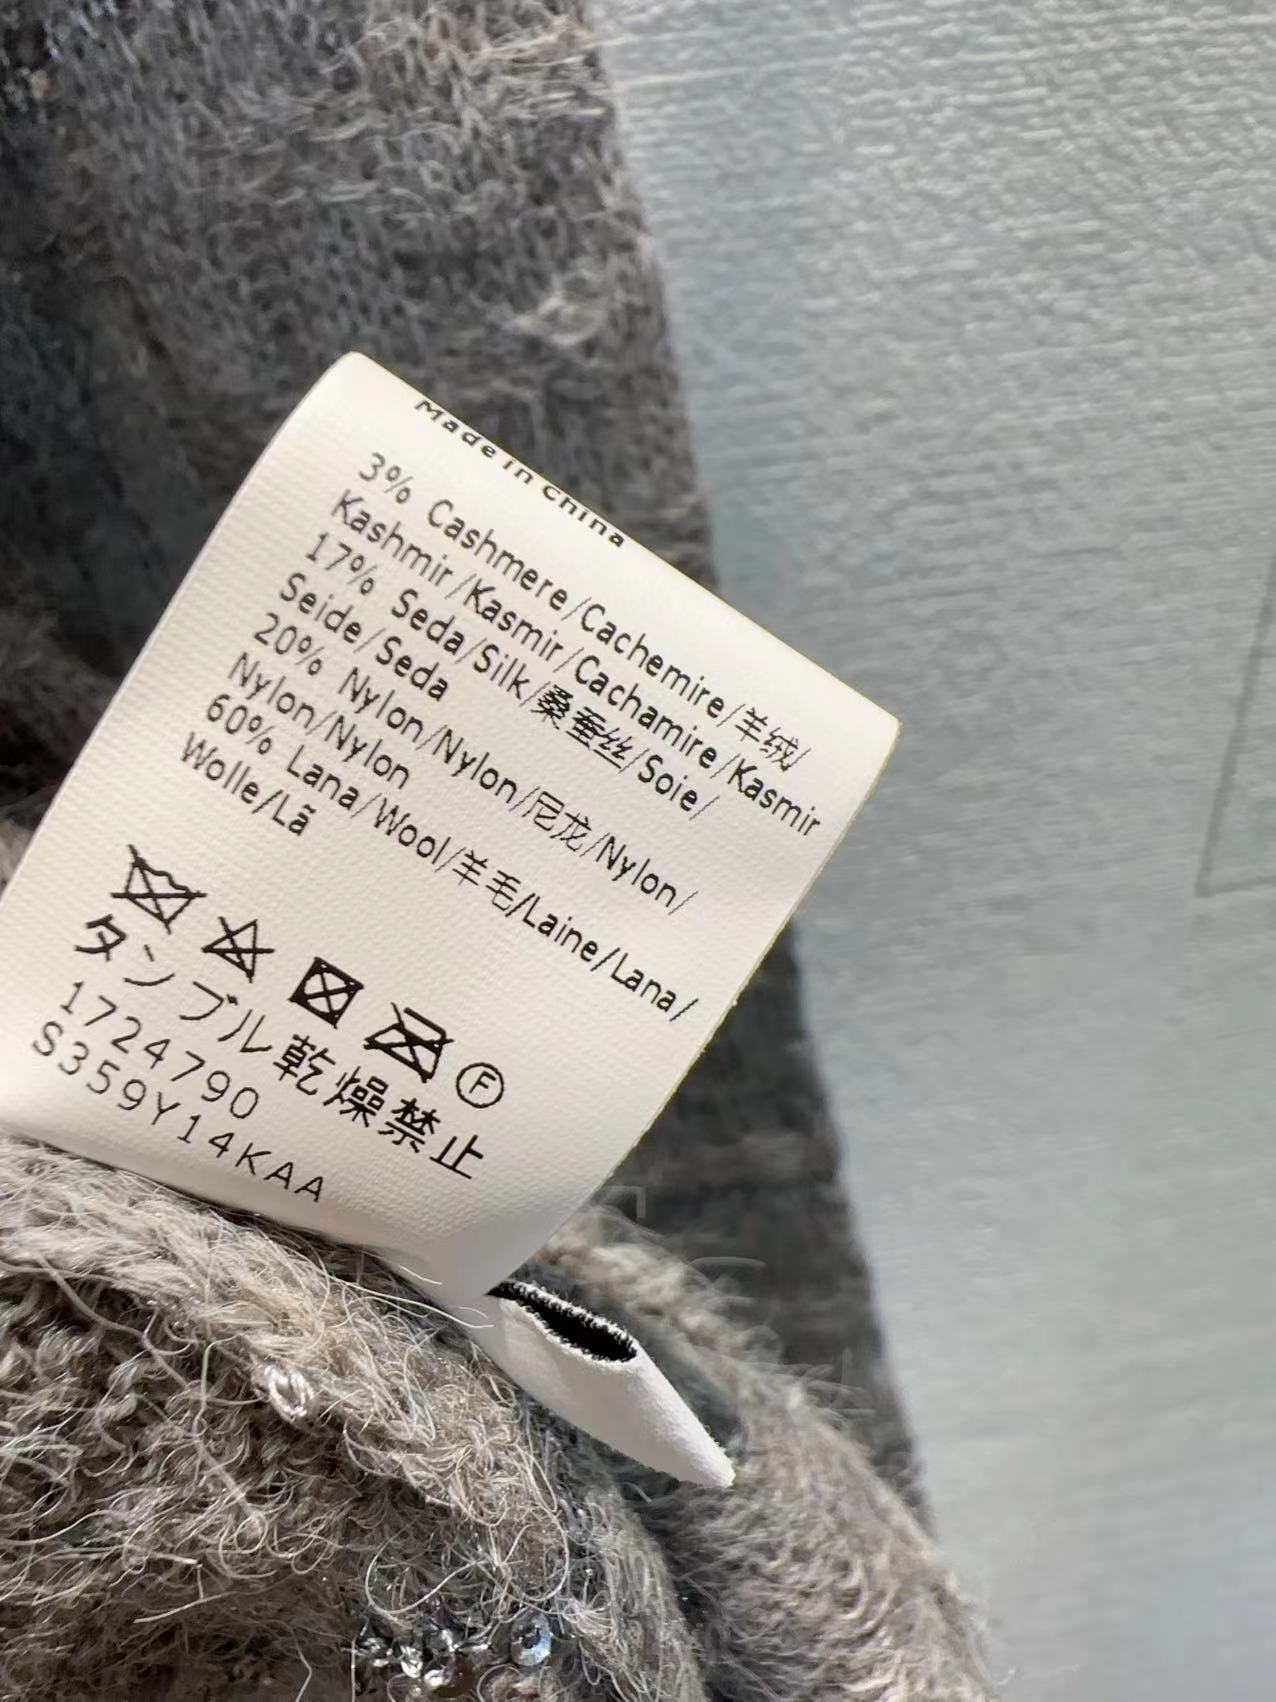 Made in China
3% Cashmere/Cachemire/羊绒/
Kashmir/Kasmir/Cachamire/Kasmir
17% Seda/Silk/桑蚕丝/Soie/
Seide/Seda
20% Nylon/Nylon/尼龙/Nylon/
Nylon/Nylon
60% Lana/Wool/羊毛/Laine/Lana/
Wolle/Lã
F
タンブル乾燥禁止
1724790
S359Y14KAA